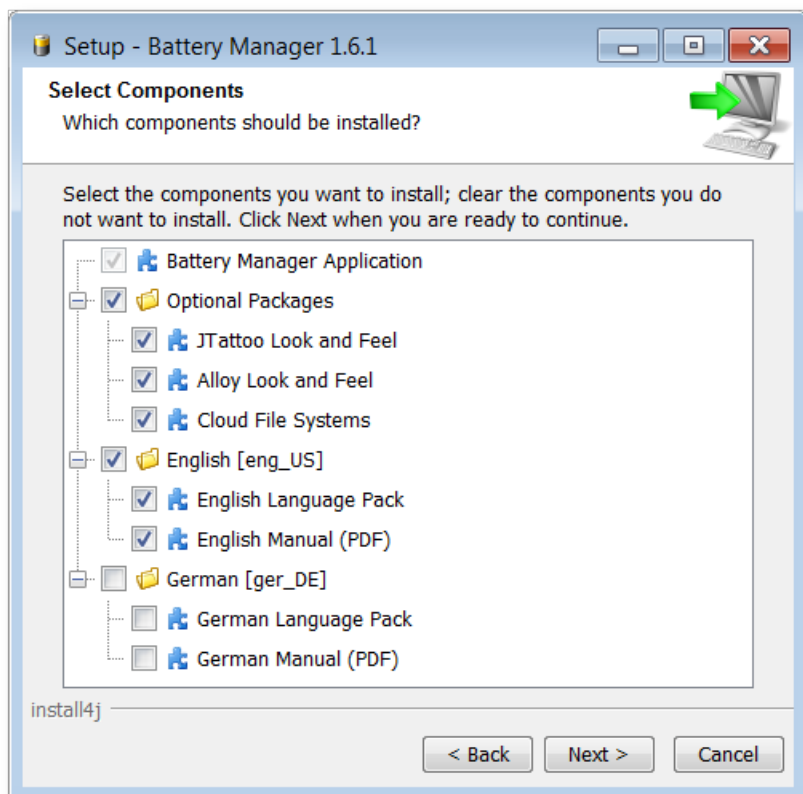 Setup - Battery Manager 1.6.1
Select Components
Which components should be installed?
Select the components you want to install; clear the components you do
not want to install. Click Next when you are ready to continue.
Battery Manager Application
Optional Packages
JTattoo Look and Feel
Alloy Look and Feel
Cloud File Systems
English [eng_US]
English Language Pack
English Manual (PDF)
German [ger_DE]
German Language Pack
German Manual (PDF)
install4j
< Back Next > Cancel